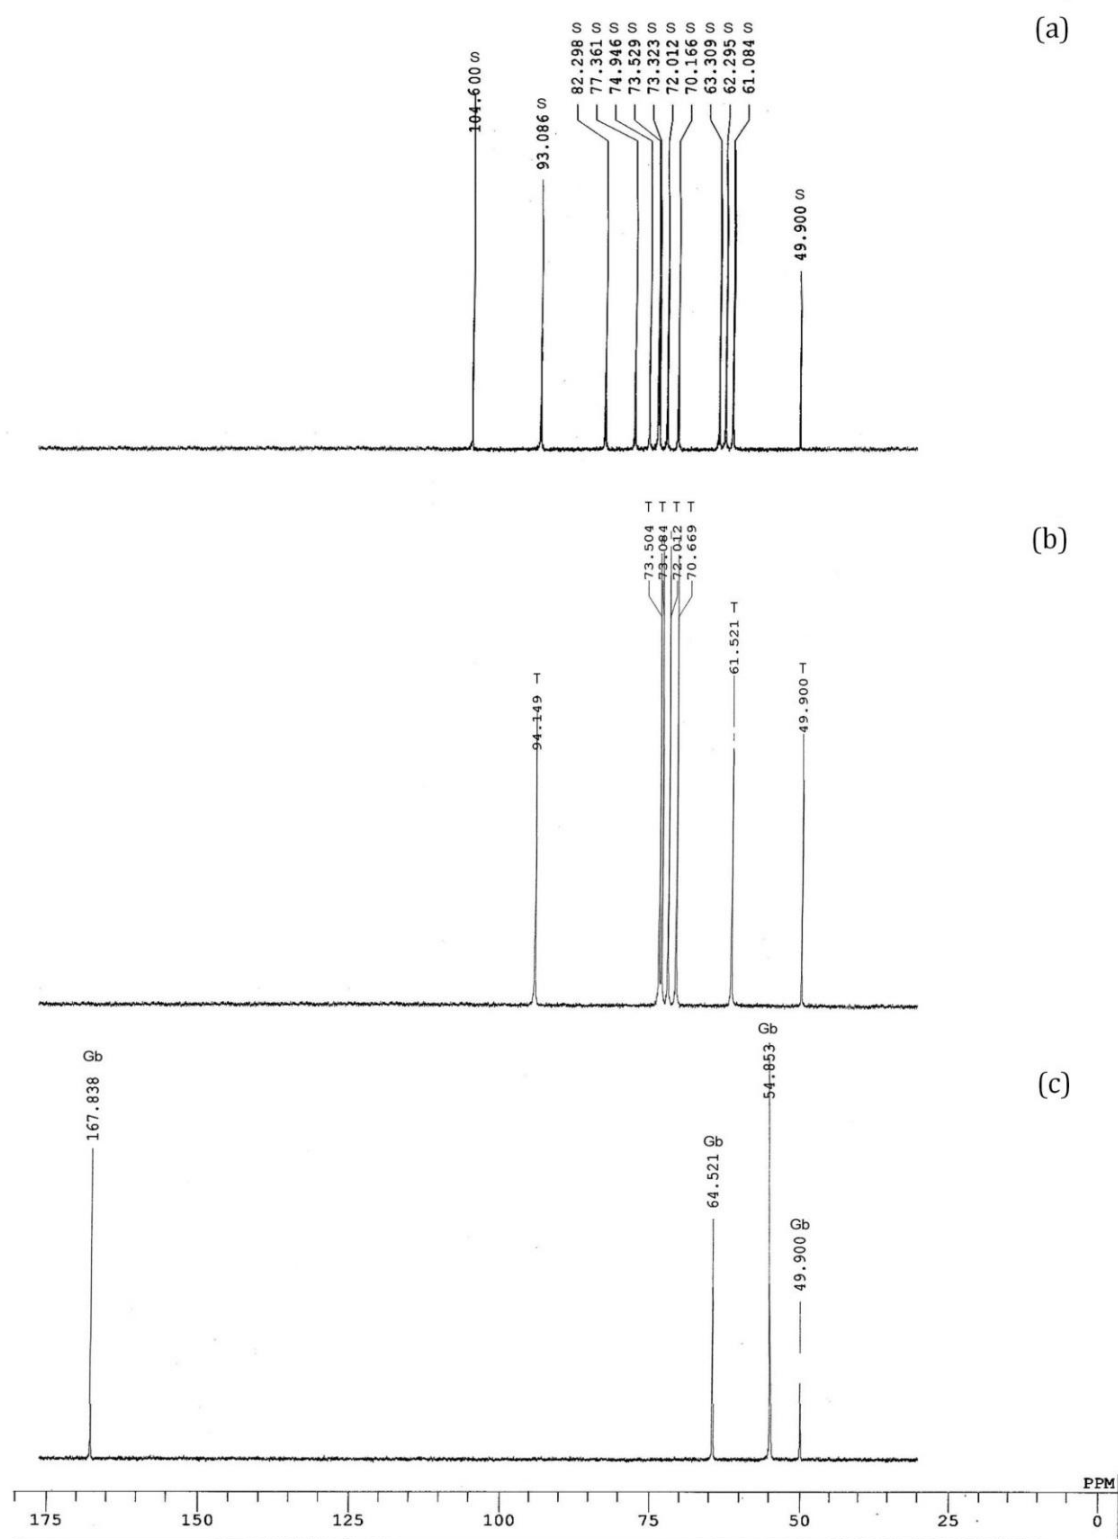 (a)
104.600 S
93.086 S
82.298 S
77.361 S
74.946 S
73.529 S
73.323 S
72.012 S
70.166 S
63.309 S
62.295 S
61.084 S
49.900 S
(b)
94.149 T
73.504 T
73.084 T
72.012 T
70.669 T
61.521 T
49.900 T
(c)
167.838 Gb
64.521 Gb
54.853 Gb
49.900 Gb
PPM
175 150 125 100 75 50 25 0